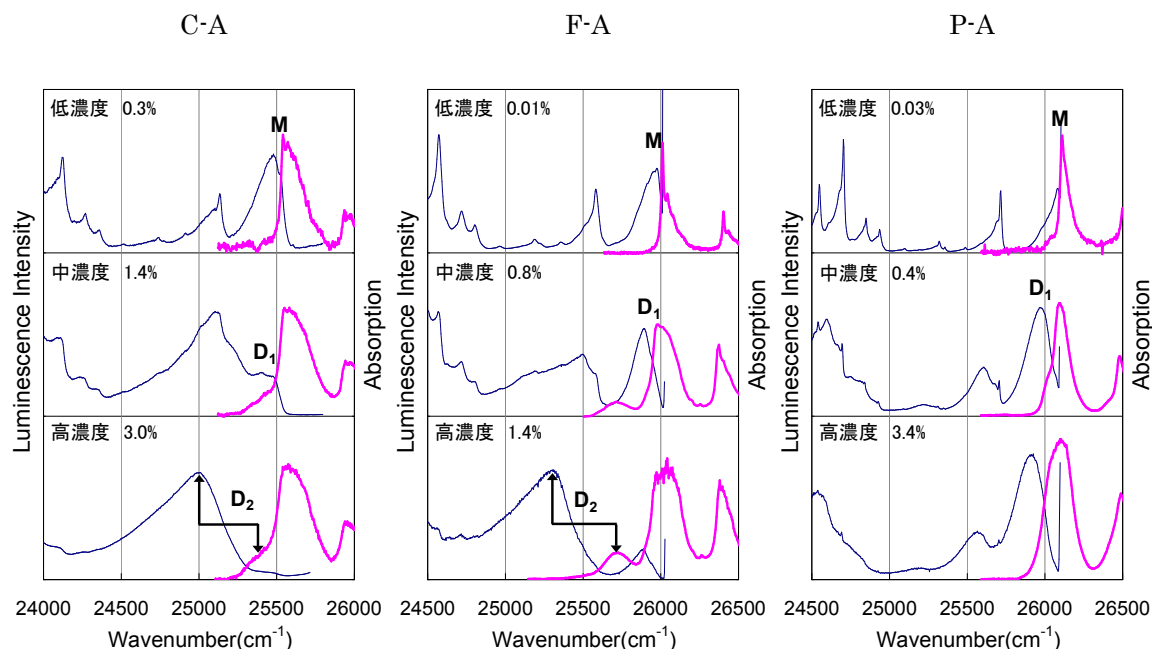 C-A
F-A
P-A
低濃度 0.3%
M
中濃度 1.4%
D₁
高濃度 3.0%
D₂
Luminescence Intensity
Absorption
24000 24500 25000 25500 26000
Wavenumber(cm⁻¹)
低濃度 0.01%
M
中濃度 0.8%
D₁
高濃度 1.4%
D₂
Luminescence Intensity
Absorption
24500 25000 25500 26000 26500
Wavenumber(cm⁻¹)
低濃度 0.03%
M
中濃度 0.4%
D₁
高濃度 3.4%
Luminescence Intensity
Absorption
24500 25000 25500 26000 26500
Wavenumber(cm⁻¹)